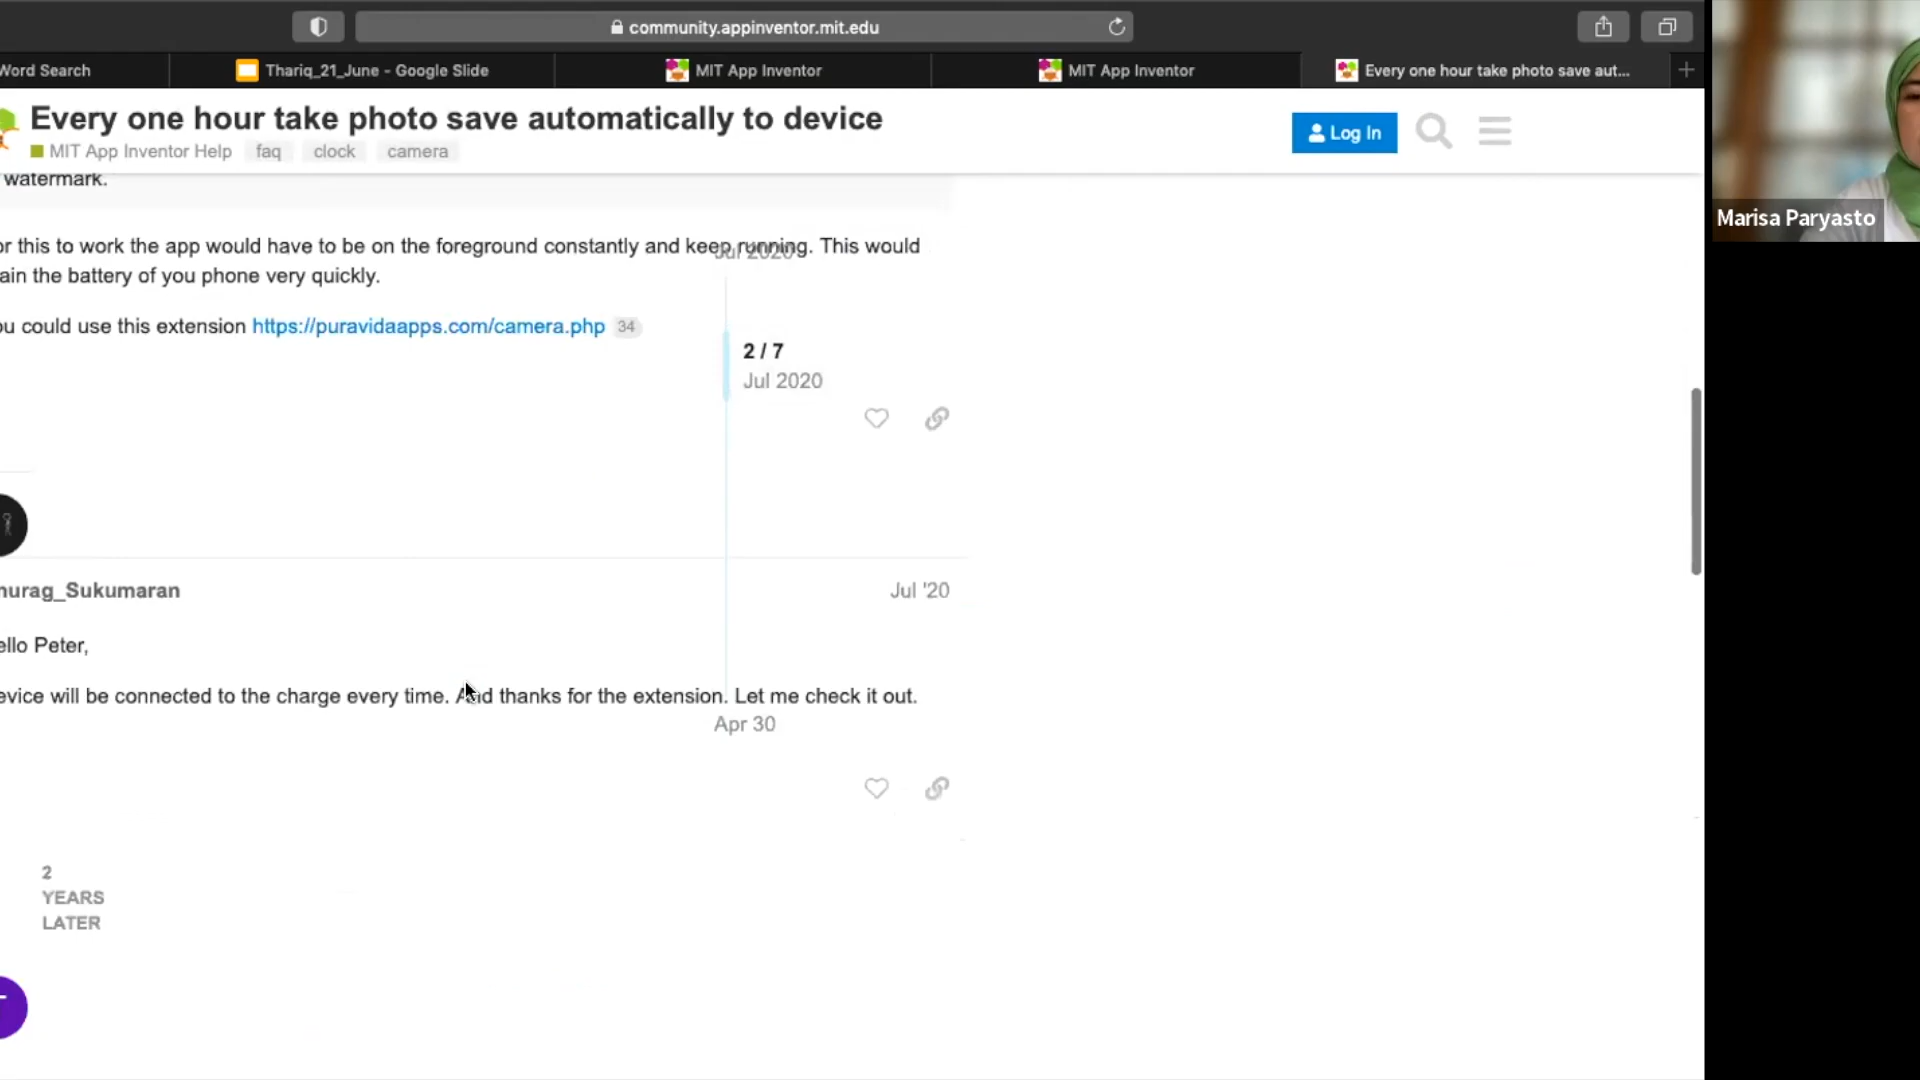 community.appinventor.mit.edu
Word Search
Thariq_21_June - Google Slide
MIT App Inventor
MIT App Inventor
Every one hour take photo save aut...
Every one hour take photo save automatically to device
Log In
MIT App Inventor Help faq clock camera
watermark.
Marisa Paryasto
or this to work the app would have to be on the foreground constantly and keep running. This would
Jul 2020
ain the battery of you phone very quickly.
ou could use this extension https://puravidaapps.com/camera.php 34
2 / 7
Jul 2020
nurag_Sukumaran
Jul '20
ello Peter,
evice will be connected to the charge every time. And thanks for the extension. Let me check it out.
Apr 30
2
YEARS
LATER